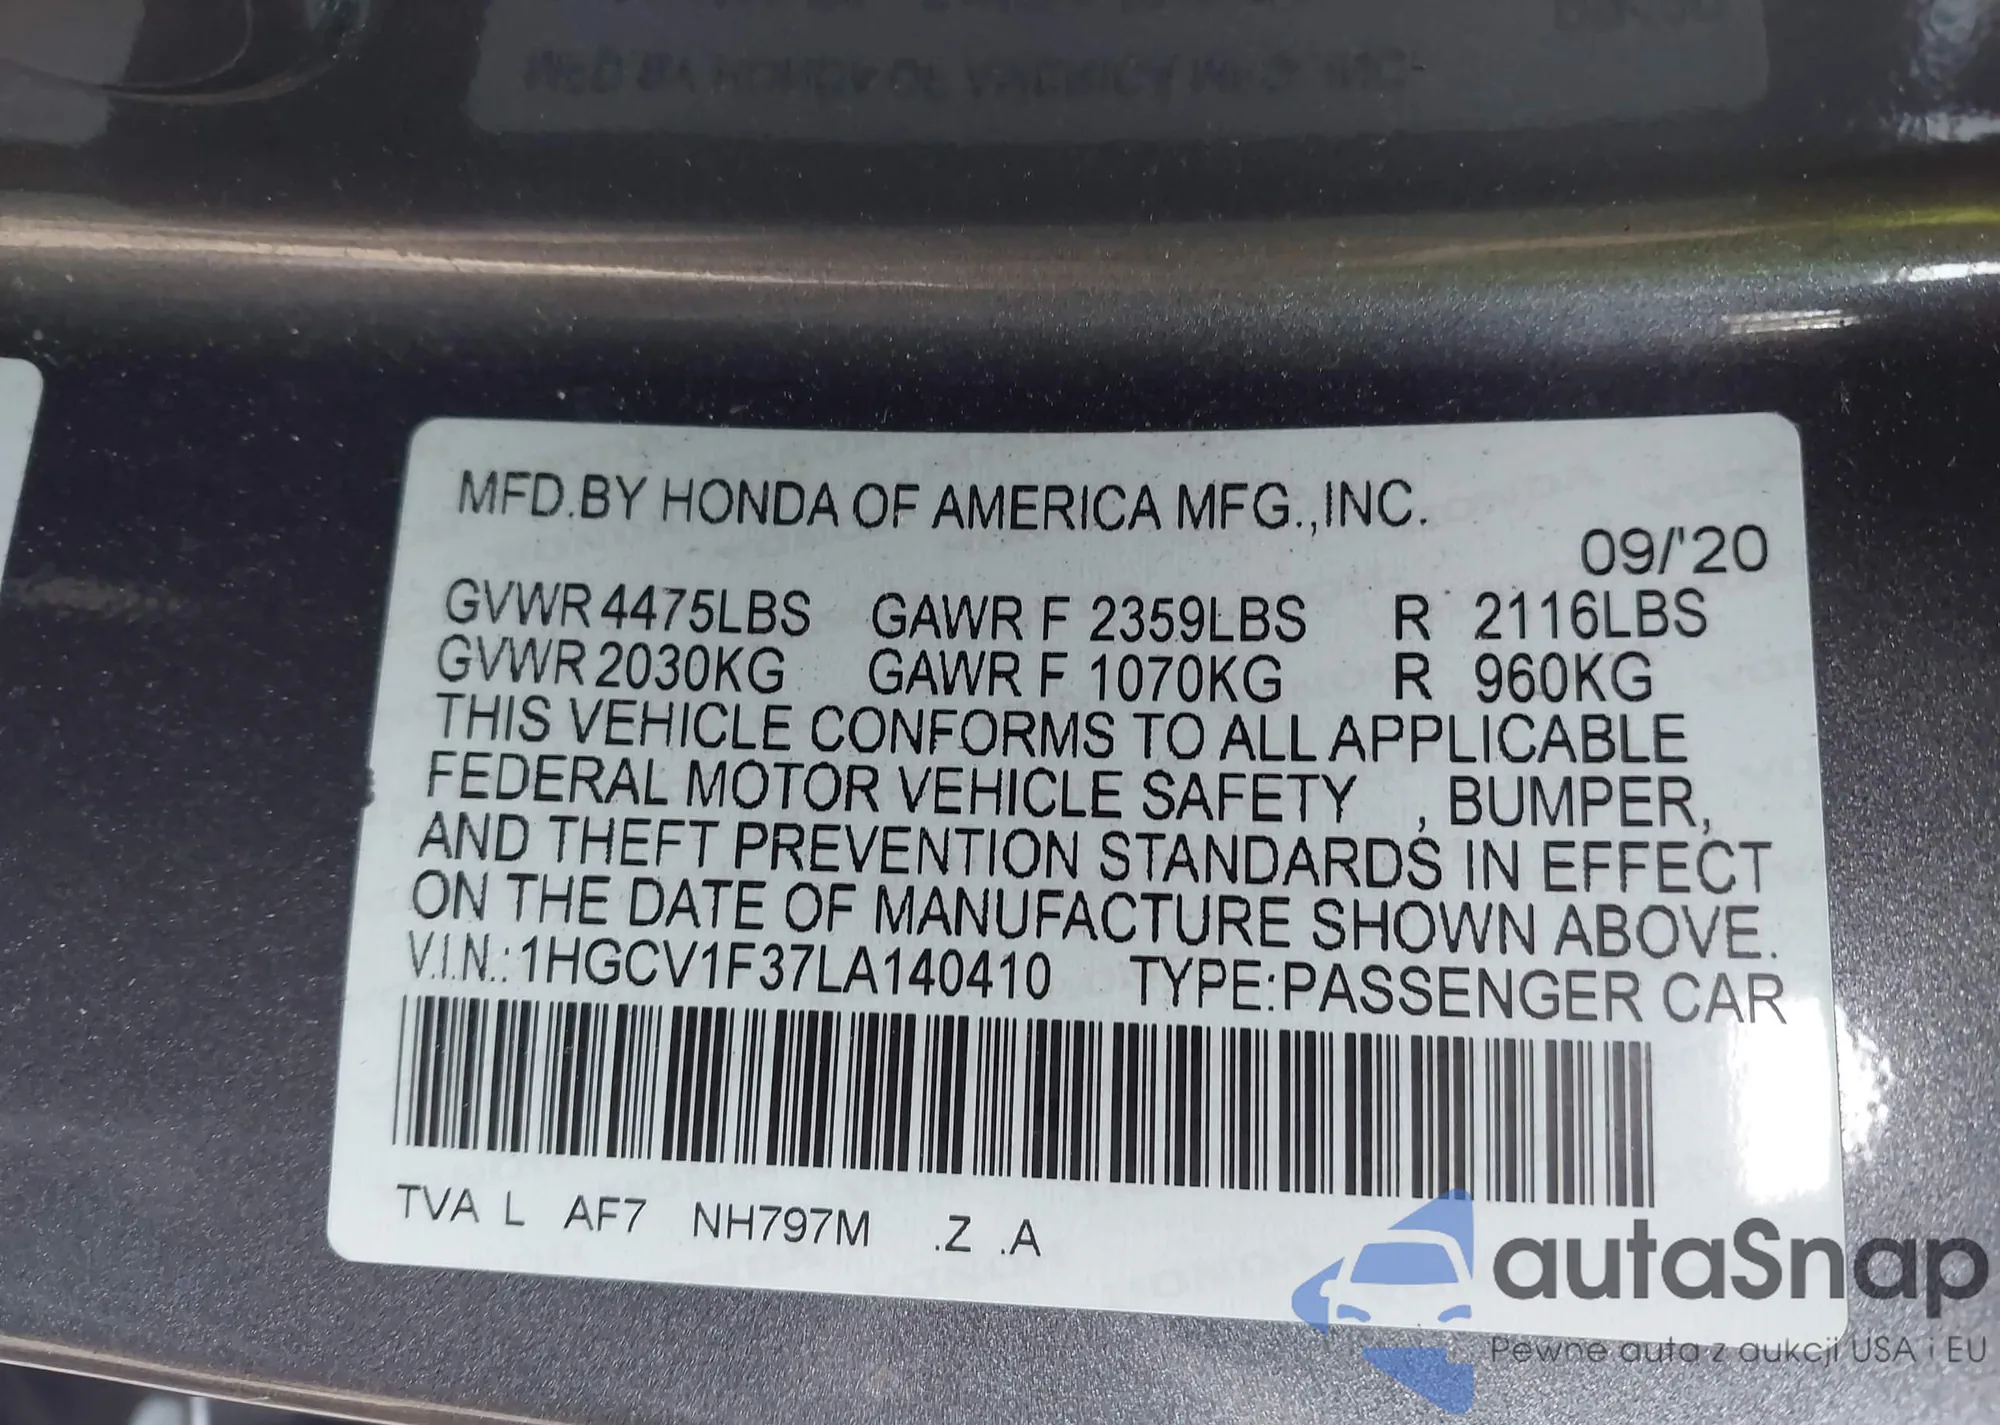 MFD.BY HONDA OF AMERICA MFG.,INC.
09/'20
GVWR 4475LBS GAWR F 2359LBS R 2116LBS
GVWR 2030KG GAWR F 1070KG R 960KG
THIS VEHICLE CONFORMS TO ALL APPLICABLE
FEDERAL MOTOR VEHICLE SAFETY , BUMPER,
AND THEFT PREVENTION STANDARDS IN EFFECT
ON THE DATE OF MANUFACTURE SHOWN ABOVE.
V.I.N.:1HGCV1F37LA140410 TYPE:PASSENGER CAR
TVA L AF7 NH797M .Z .A
autaSnap
Pewne auta z aukcji USA i EU